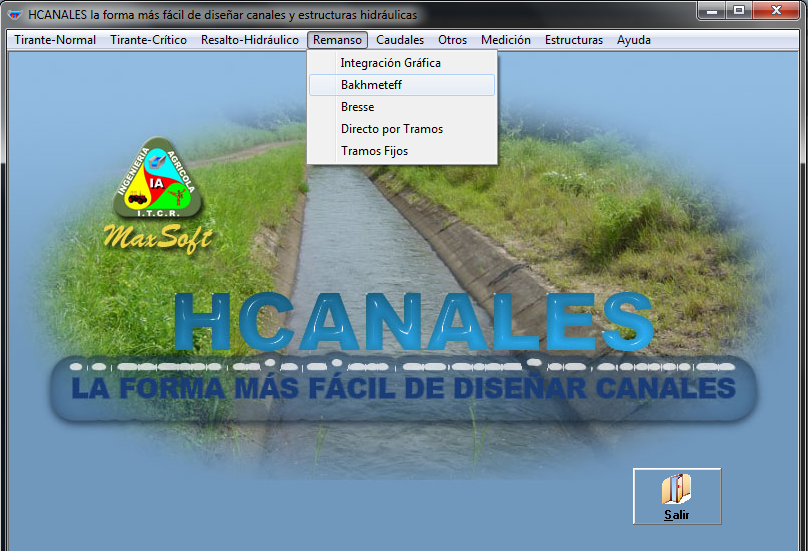 HCANALES la forma más fácil de diseñar canales y estructuras hidráulicas
Tirante-Normal Tirante-Crítico Resalto-Hidráulico Remanso Caudales Otros Medición Estructuras Ayuda
Integración Gráfica
Bakhmeteff
Bresse
Directo por Tramos
Tramos Fijos
INGENIERIA AGRICOLA
IA
I.T.C.R.
MaxSoft
HCANALES
LA FORMA MÁS FÁCIL DE DISEÑAR CANALES
Salir